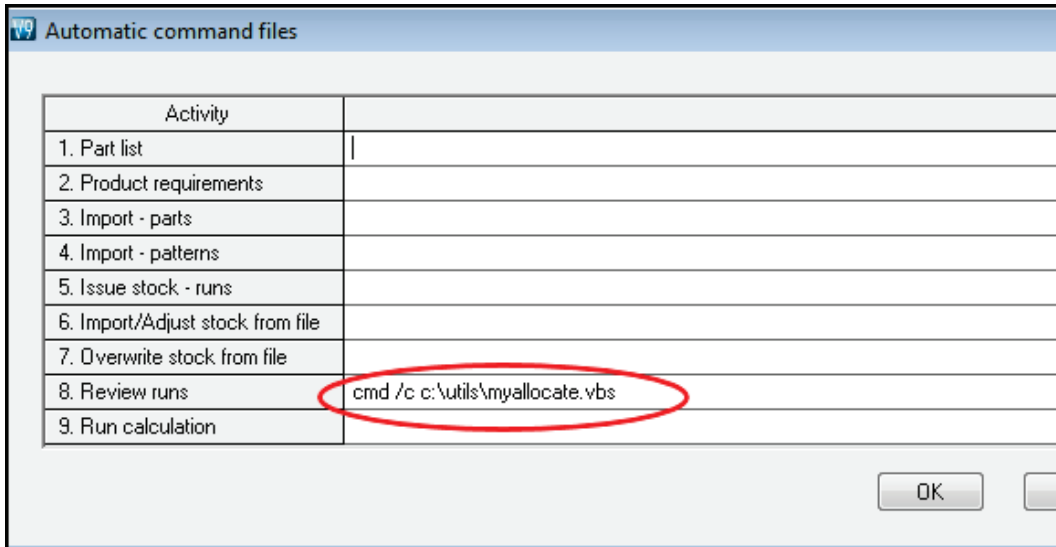 V9 Automatic command files
Activity
1. Part list
2. Product requirements
3. Import - parts
4. Import - patterns
5. Issue stock - runs
6. Import/Adjust stock from file
7. Overwrite stock from file
8. Review runs cmd /c c:\utils\myallocate.vbs
9. Run calculation
OK